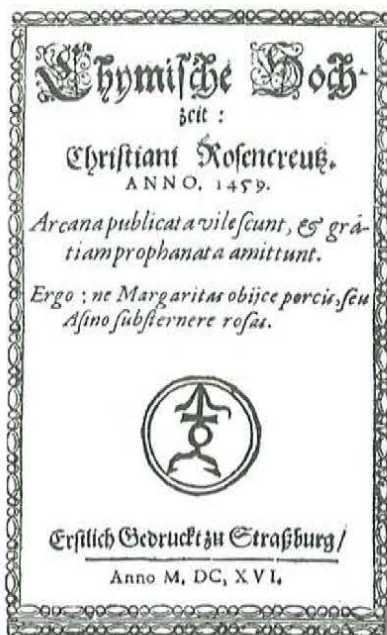 Chymiſche Hoch-
zeit:
Chriſtiani Roſencreutz.
ANNO. 1459.
Arcana publicata vileſcunt, & gra-
tiam prophanata amittunt.
Ergo: ne Margaritas obijce porcis, ſeu
Aſino ſubſternere roſas.
Erſtlich Gedruckt zu Straßburg/
Anno M. DC. XVI.